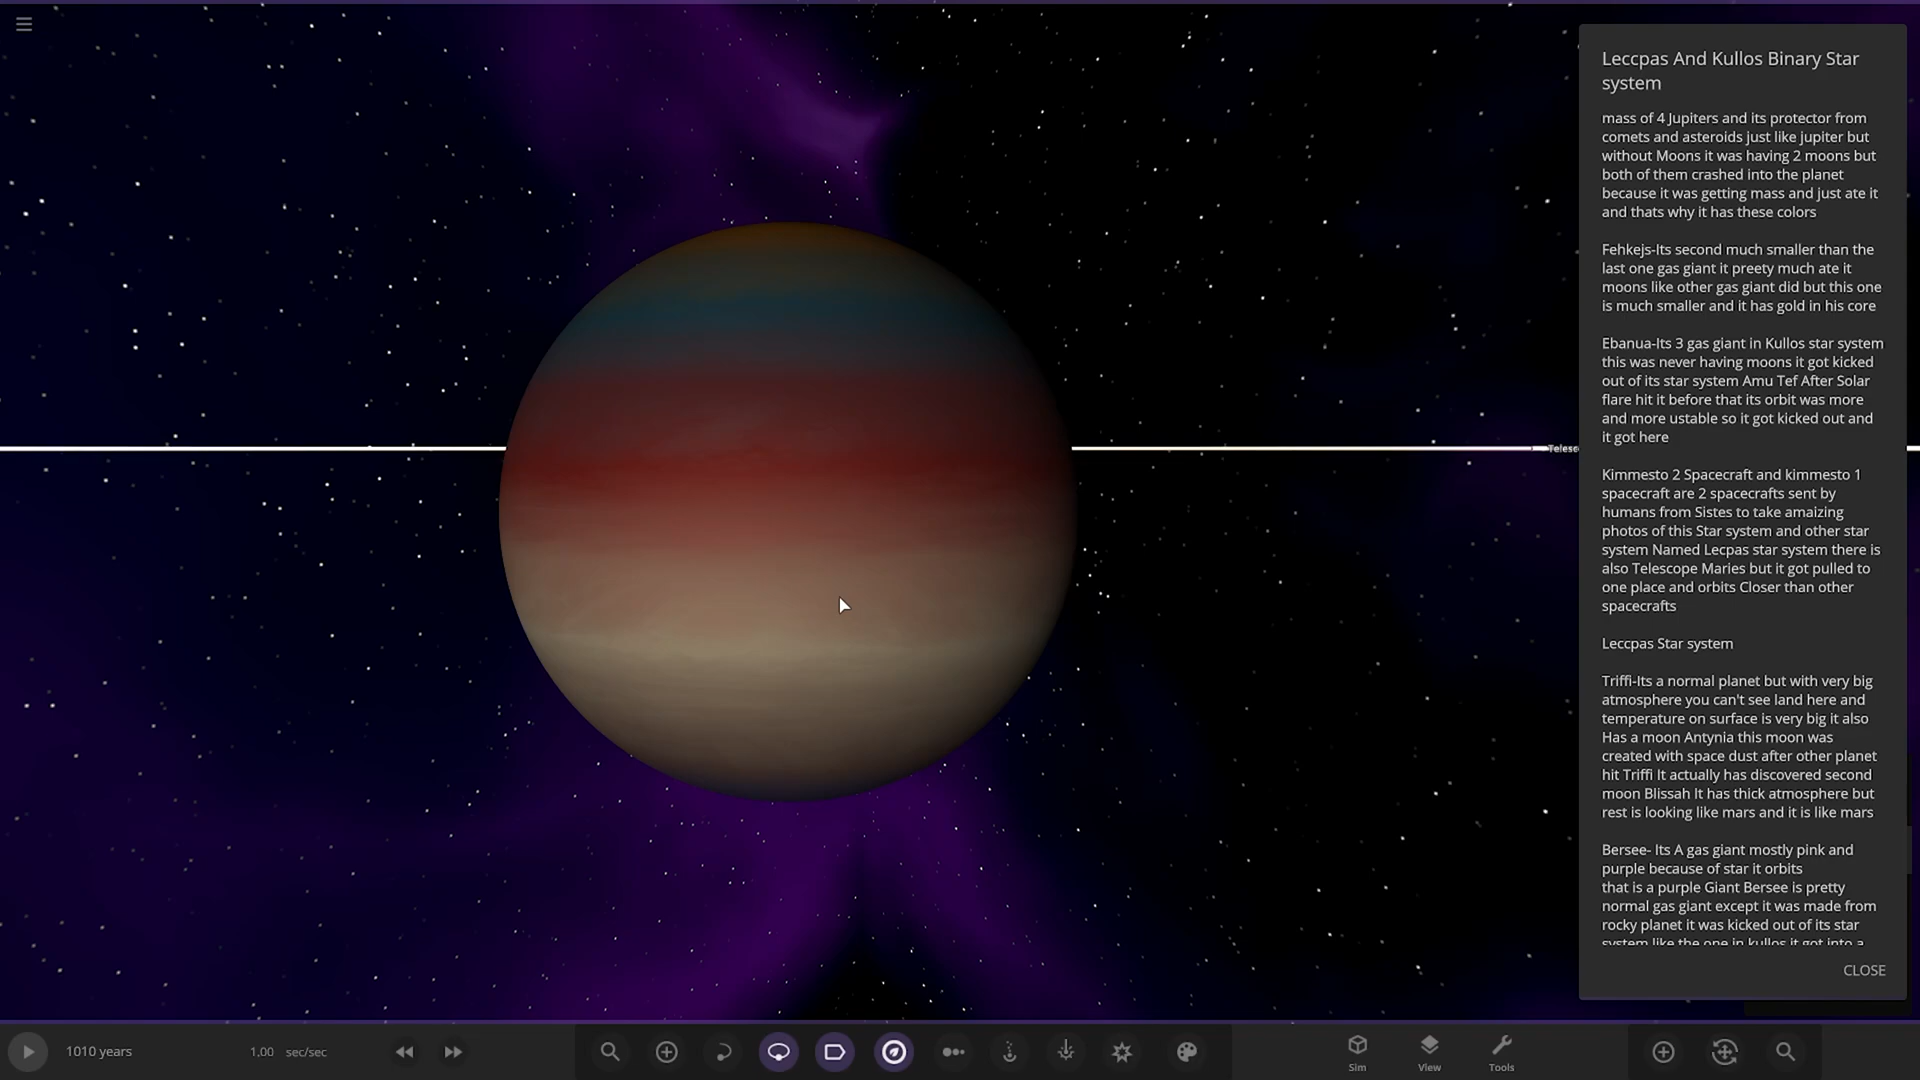 Leccpas And Kullos Binary Star
system
mass of 4 Jupiters and its protector from
comets and asteroids just like jupiter but
without Moons it was having 2 moons but
both of them crashed into the planet
because it was getting mass and just ate it
and thats why it has these colors
Fehkejs-Its second much smaller than the
last one gas giant it preety much ate it
moons like other gas giant did but this one
is much smaller and it has gold in his core
Ebanua-Its 3 gas giant in Kullos star system
this was never having moons it got kicked
out of its star system Amu Tef After Solar
flare hit it before that its orbit was more
and more ustable so it got kicked out and
it got here
Kimmesto 2 Spacecraft and kimmesto 1
spacecraft are 2 spacecrafts sent by
humans from Sistes to take amaizing
photos of this Star system and other star
system Named Lecpas star system there is
also Telescope Maries but it got pulled to
one place and orbits Closer than other
spacecrafts
Leccpas Star system
Triffi-Its a normal planet but with very big
atmosphere you can't see land here and
temperature on surface is very big it also
Has a moon Antynia this moon was
created with space dust after other planet
hit Triffi It actually has discovered second
moon Blissah It has thick atmosphere but
rest is looking like mars and it is like mars
Bersee- Its A gas giant mostly pink and
purple because of star it orbits
that is a purple Giant Bersee is pretty
normal gas giant except it was made from
rocky planet it was kicked out of its star
system like the one in kullos it got into a
CLOSE
Telesc
1010 years
1,00 sec/sec
Sim
View
Tools